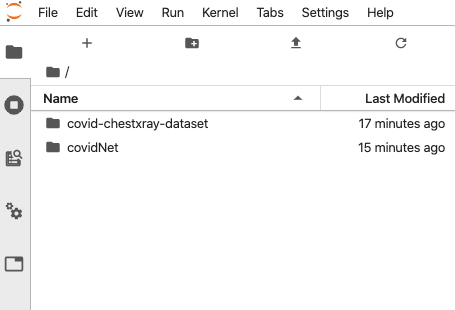 File Edit View Run Kernel Tabs Settings Help
/
Name Last Modified
covid-chestxray-dataset 17 minutes ago
covidNet 15 minutes ago